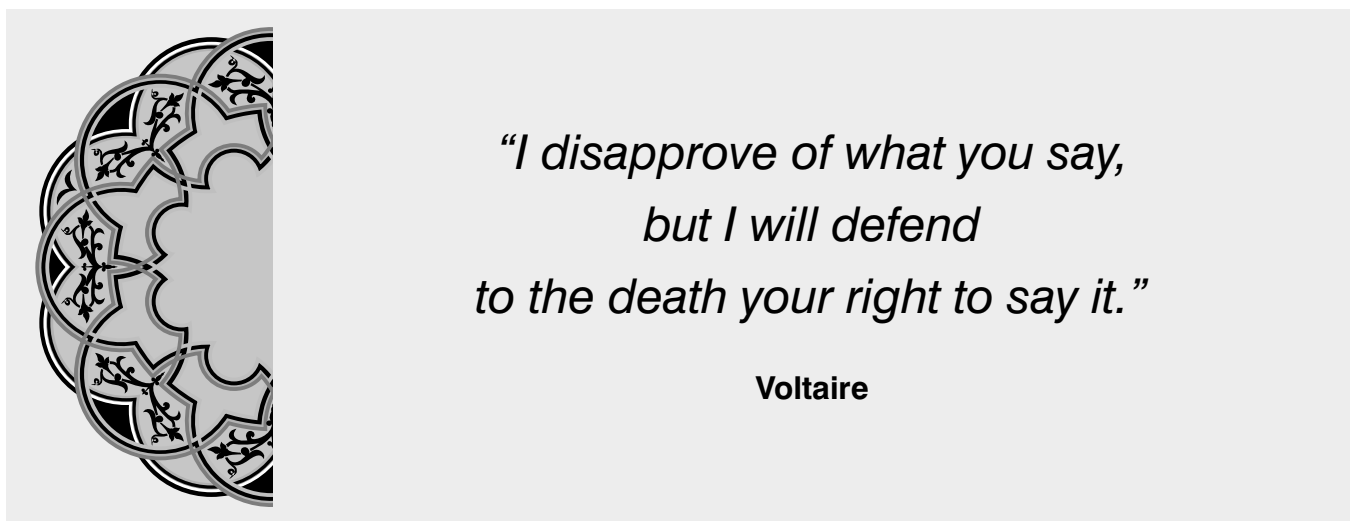 “I disapprove of what you say,
but I will defend
to the death your right to say it.”
Voltaire